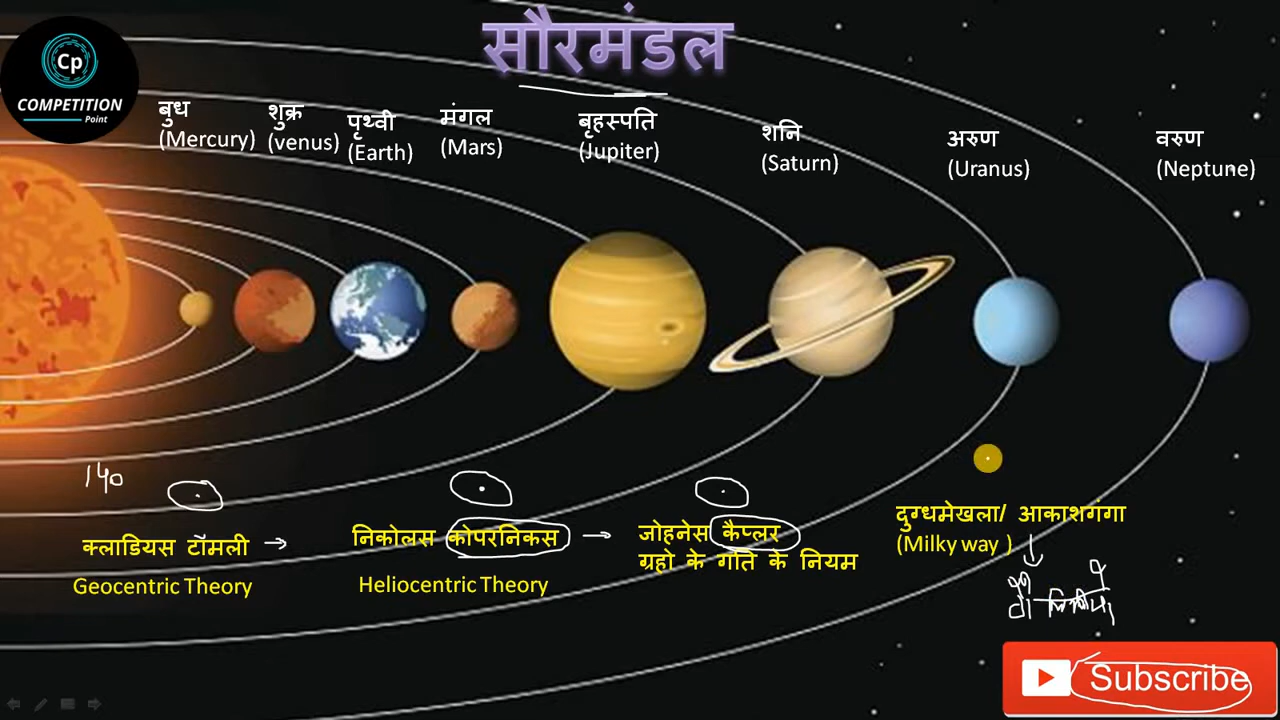 सौरमंडल
Cp
COMPETITION
Point
बुध
(Mercury)
शुक्र
(venus)
पृथ्वी
(Earth)
मंगल
(Mars)
बृहस्पति
(Jupiter)
शनि
(Saturn)
अरुण
(Uranus)
वरुण
(Neptune)
140
क्लाडियस टॉमली
Geocentric Theory
निकोलस कोपरनिकस
Heliocentric Theory
जोहनेस कैप्लर
ग्रहो के गति के नियम
दुग्धमेखला/ आकाशगंगा
(Milky way )
Subscribe